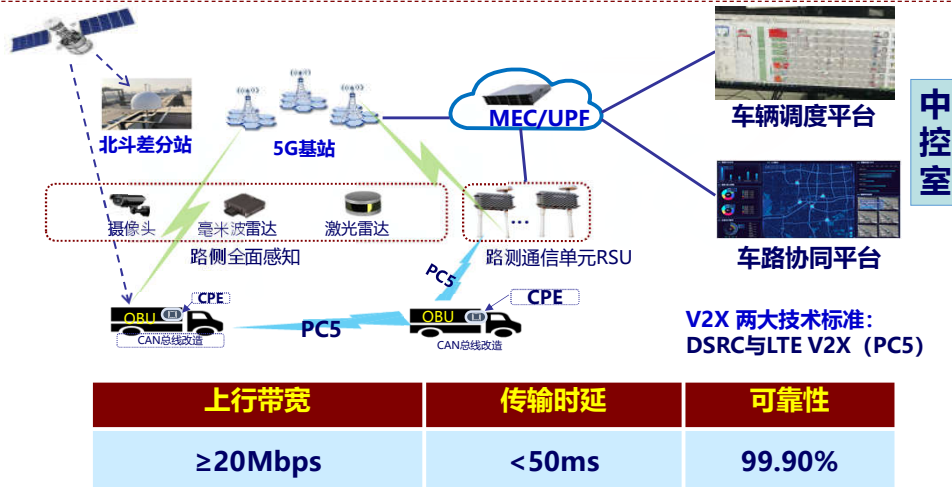 车辆调度平台
中控室
MEC/UPF
北斗差分站
5G基站
摄像头
毫米波雷达
激光雷达
...
路侧全面感知
路测通信单元RSU
车路协同平台
PC5
CPE
OBU
CAN总线改造
PC5
CPE
OBU
CAN总线改造
V2X 两大技术标准：
DSRC与LTE V2X（PC5）
上行带宽
传输时延
可靠性
≥20Mbps
<50ms
99.90%